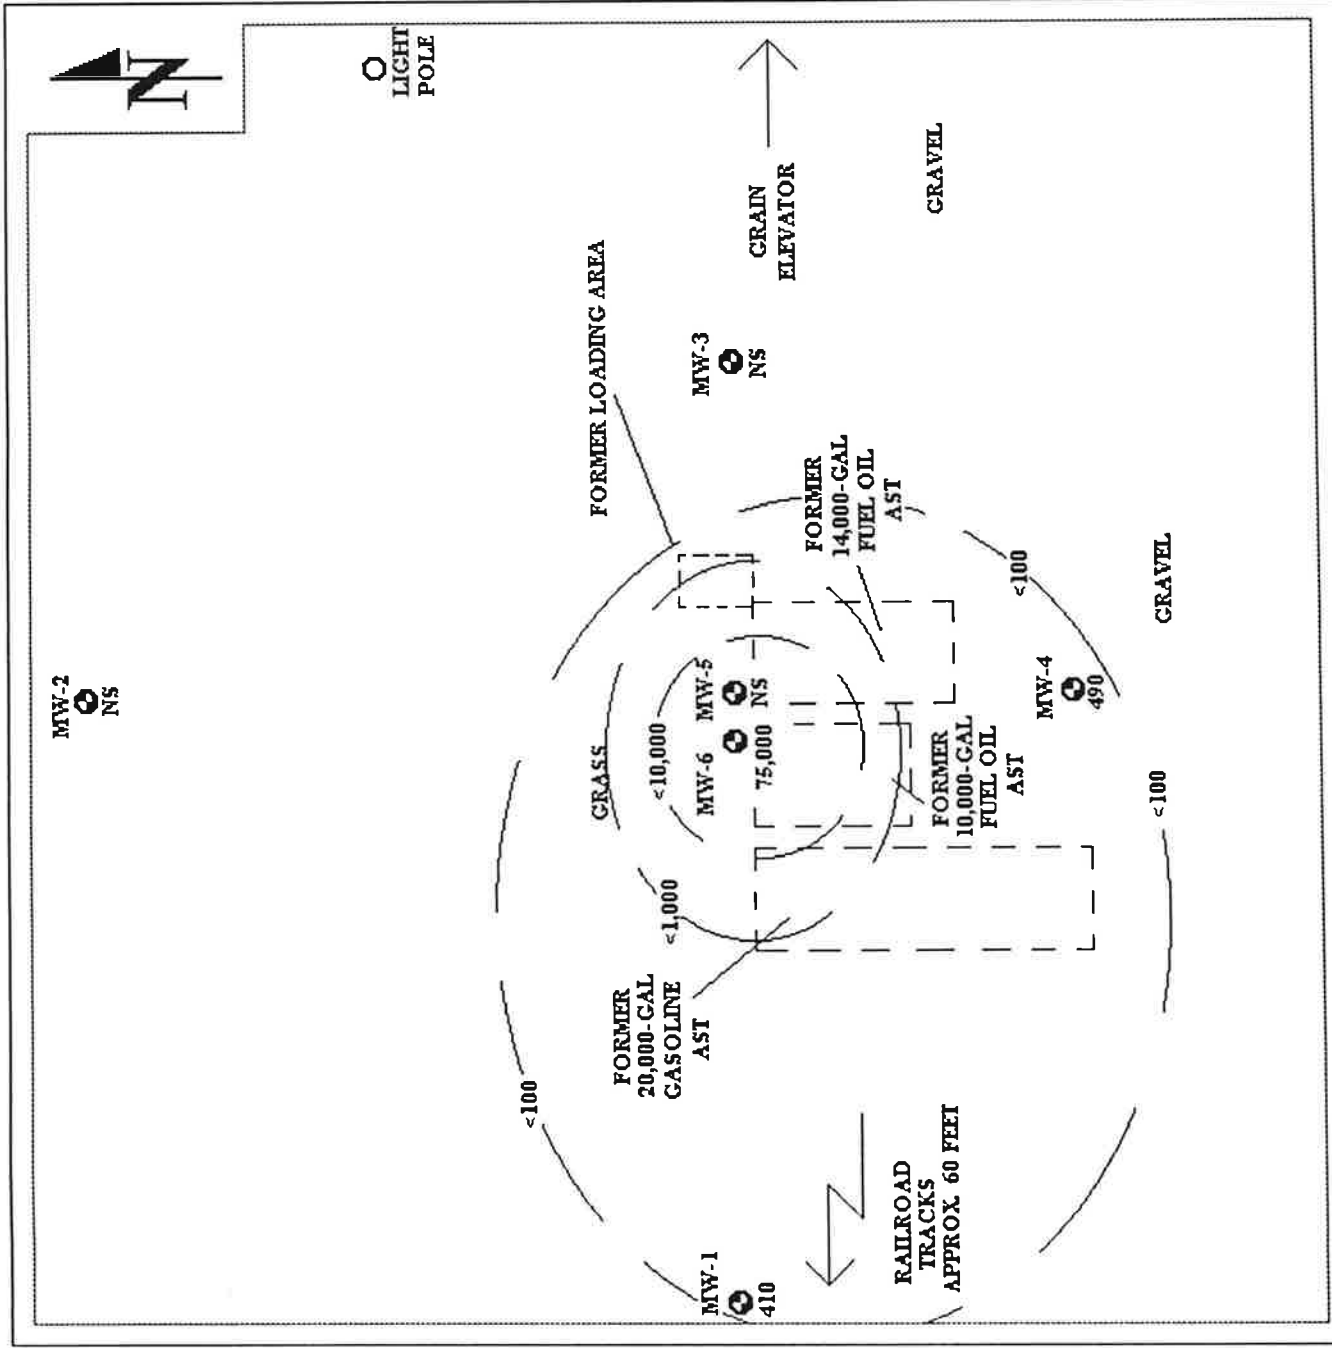 N
LIGHT
POLE
GRAIN
ELEVATOR
GRAVEL
FORMER LOADING AREA
MW-3
NS
FORMER
14,000-GAL
FUEL OIL
AST
<100
GRAVEL
MW-2
NS
GRASS
<10,000
MW-5
NS
MW-6
75,000
MW-4
490
FORMER
10,000-GAL
FUEL OIL
AST
<100
<1,000
FORMER
20,000-GAL
GASOLINE
AST
<100
RAILROAD
TRACKS
APPROX. 60 FEET
MW-1
410